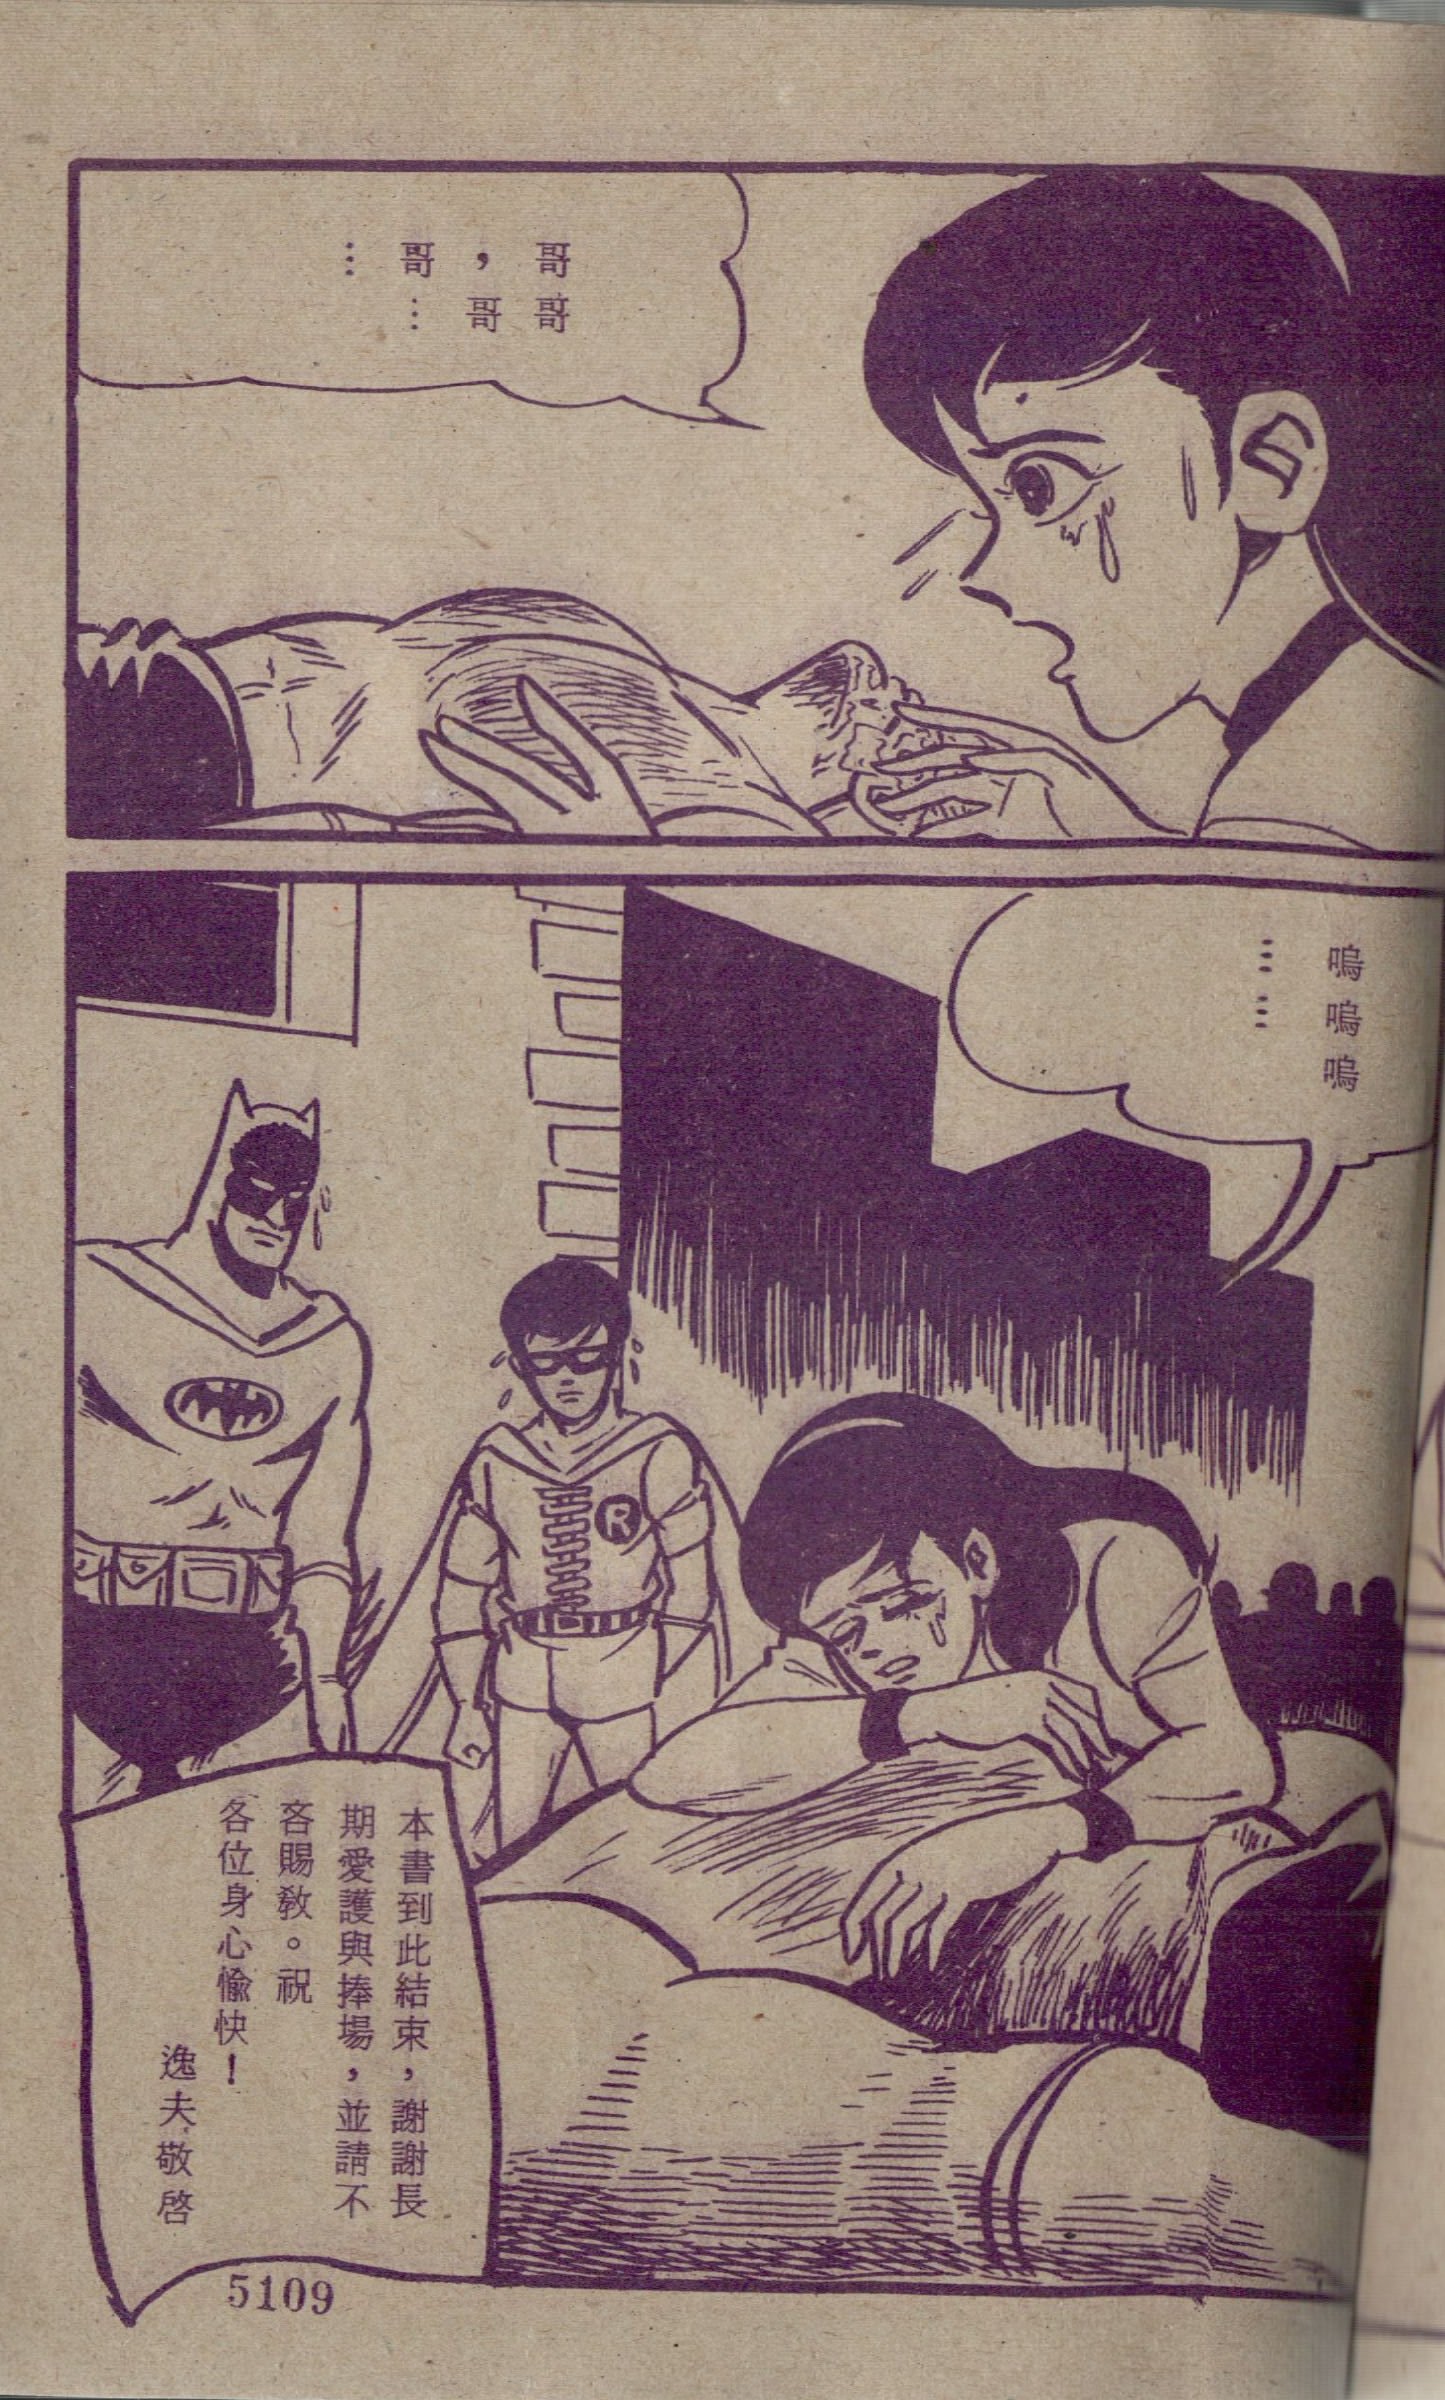 哥哥
，哥
哥…
…
嗚嗚嗚
……
R
本書到此結束，謝謝長
期愛護與捧場，並請不
吝賜敎。祝
各位身心愉快！
逸夫敬啓
5109